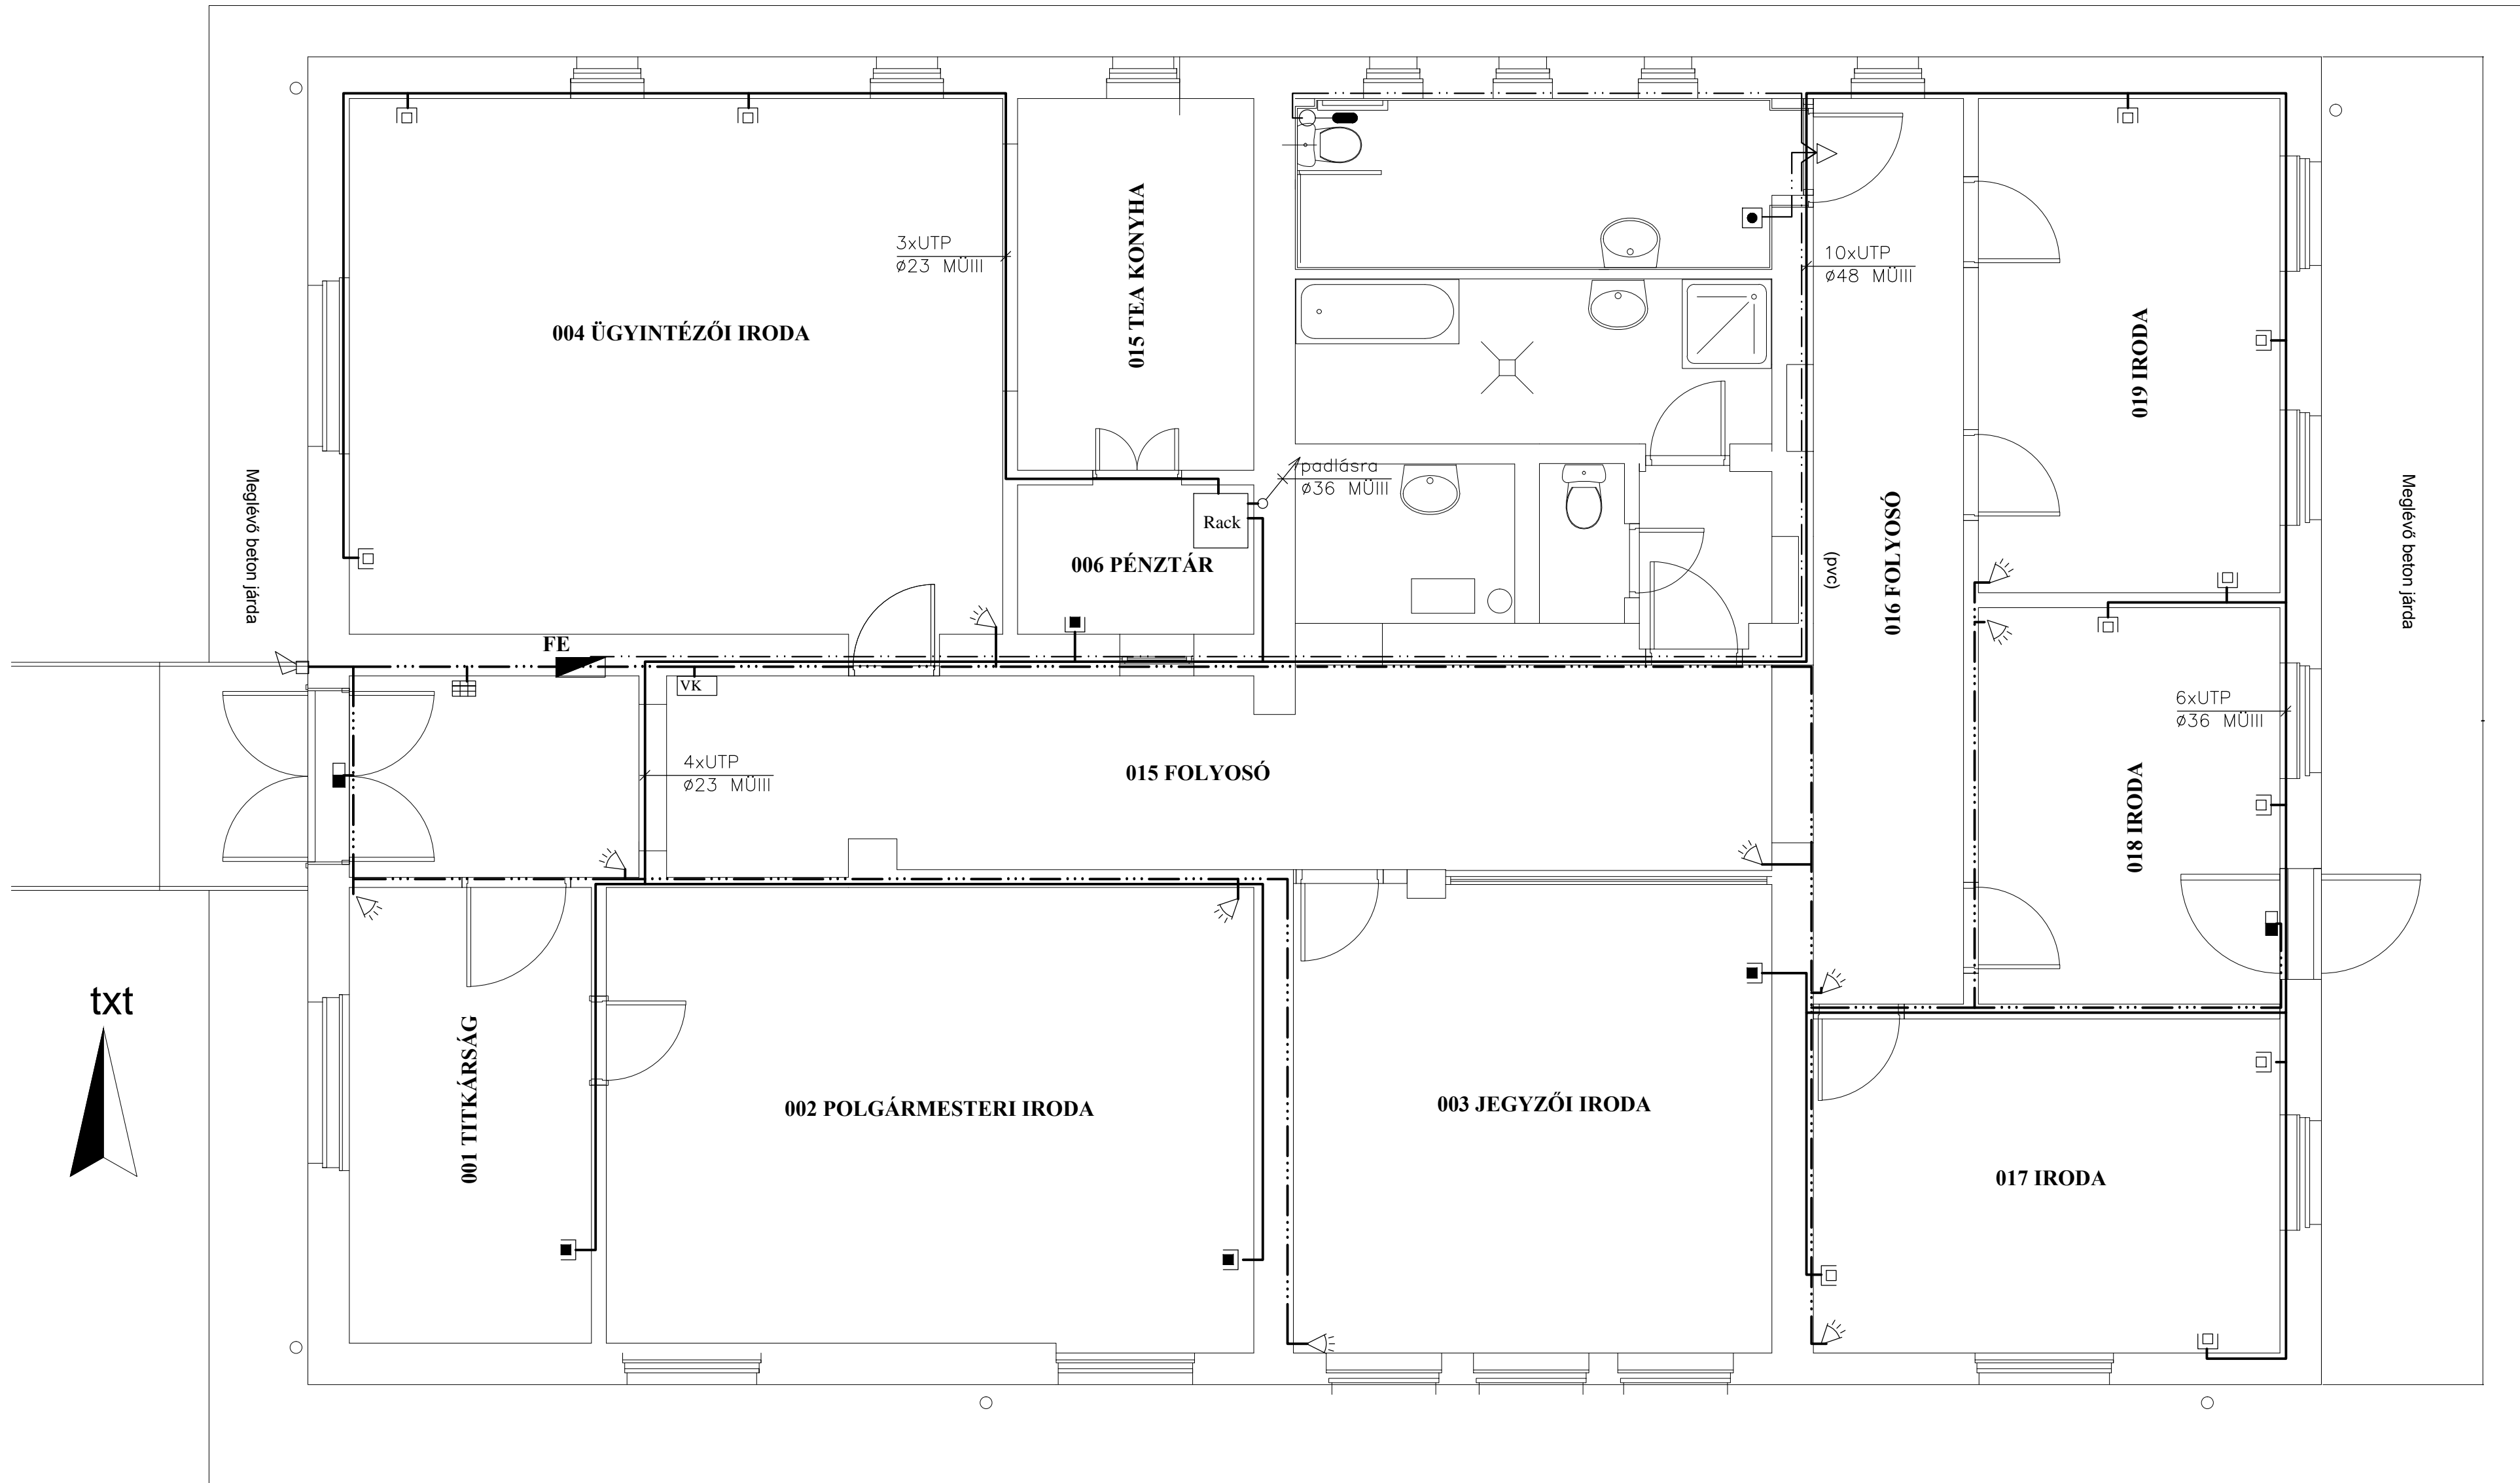 015 TEA KONYHA
3xUTP
ø23 MÜIII
10xUTP
ø48 MÜIII
004 ÜGYINTÉZŐI IRODA
019 IRODA
padlásra
ø36 MÜIII
Rack
006 PÉNZTÁR
Meglévő beton járda
(pvc)
016 FOLYOSÓ
Meglévő beton járda
FE
VK
6xUTP
ø36 MÜIII
4xUTP
ø23 MÜIII
015 FOLYOSÓ
018 IRODA
txt
001 TITKÁRSÁG
002 POLGÁRMESTERI IRODA
003 JEGYZŐI IRODA
017 IRODA